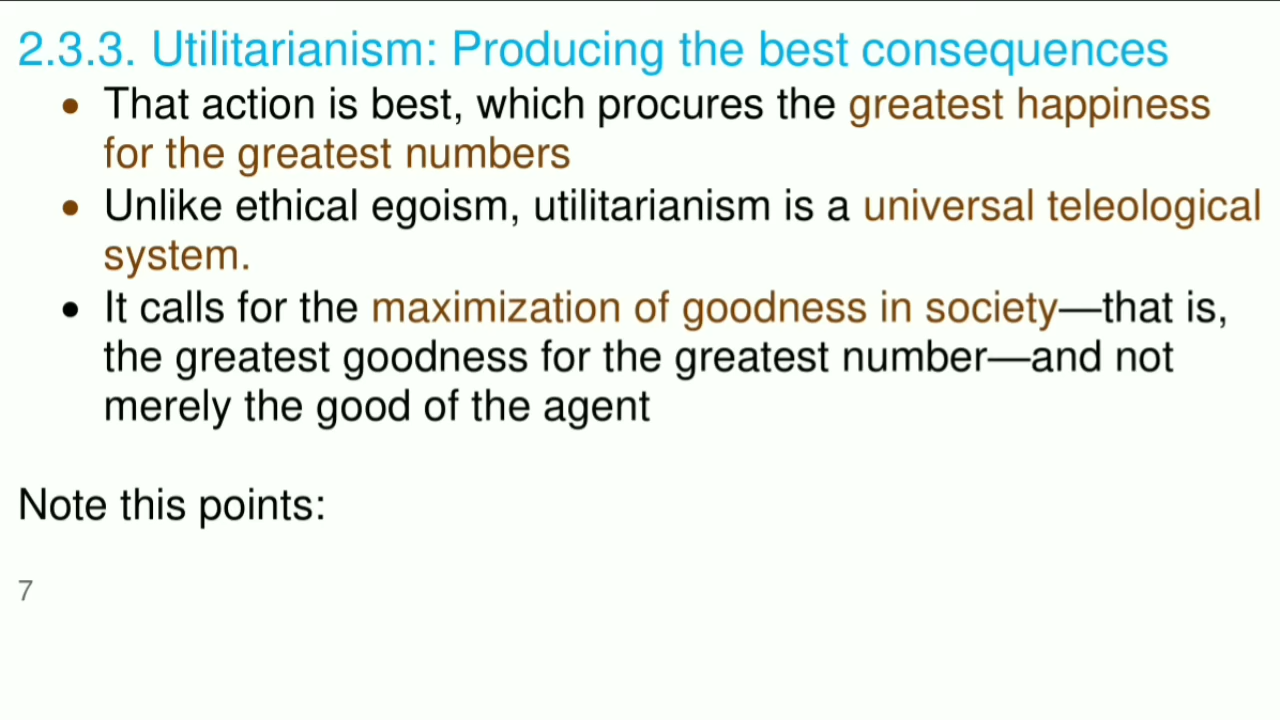 2.3.3. Utilitarianism: Producing the best consequences
• That action is best, which procures the greatest happiness
for the greatest numbers
• Unlike ethical egoism, utilitarianism is a universal teleological
system.
• It calls for the maximization of goodness in society—that is,
the greatest goodness for the greatest number—and not
merely the good of the agent
Note this points:
7